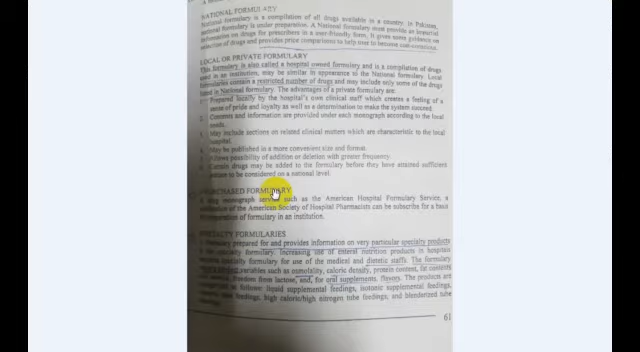 NATIONAL FORMULARY
National formulary is a compilation of all drugs available in a country. In Pakistan,
national formulary is under preparation. A National formulary must provide an impartial
information on drugs for prescribers in a user-friendly form. It gives some guidance on
selection of drugs and provides price comparisons to help over to become cost-conscious.
LOCAL OR PRIVATE FORMULARY
This formulary is also called a hospital owned formulary and is a compilation of drugs
used in an institution, may be similar in appearance to the National formulary. Local
formularies contain a restricted number of drugs and may include only some of the drugs
listed in National formulary. The advantages of a private formulary are:
1. Prepared locally by the hospital's own clinical staff which creates a feeling of a
sense of pride and loyalty as well as a determination to make the system succeed.
2. Contents and information are provided under each monograph according to the local
needs.
3. May include sections on related clinical matters which are characteristic to the local
hospital.
4. May be published in a more convenient size and format.
5. Allows possibility of addition or deletion with greater frequency.
6. Certain drugs may be added to the formulary before they have attained sufficient
to be considered on a national level.
PURCHASED FORMULARY
A drug monograph service such as the American Hospital Formulary Service, a
publication of the American Society of Hospital Pharmacists can be subscribe for a basis
preparation of formulary in an institution.
SPECIALTY FORMULARIES
A formulary prepared for and provides information on very particular specialty products
specialty formulary. Increasing use of enteral nutrition products in hospitals
specialty formulary for use of the medical and dietetic staffs. The formulary
variables such as osmolality, caloric density, protein content, fat contents
freedom from lactose, and, for oral supplements, flavors. The products are
as follows: liquid supplemental feedings, isotonic supplemental feedings,
tube feedings, high caloric/high nitrogen tube feedings, and blenderized tube
61